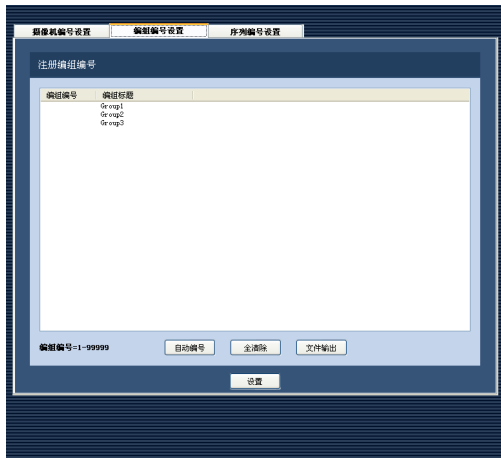 摄像机编号设置 编组编号设置 序列编号设置
注册编组编号
编组编号 编组标题
Group1
Group2
Group3
编组编号=1-99999 自动编号 全清除 文件输出
设置